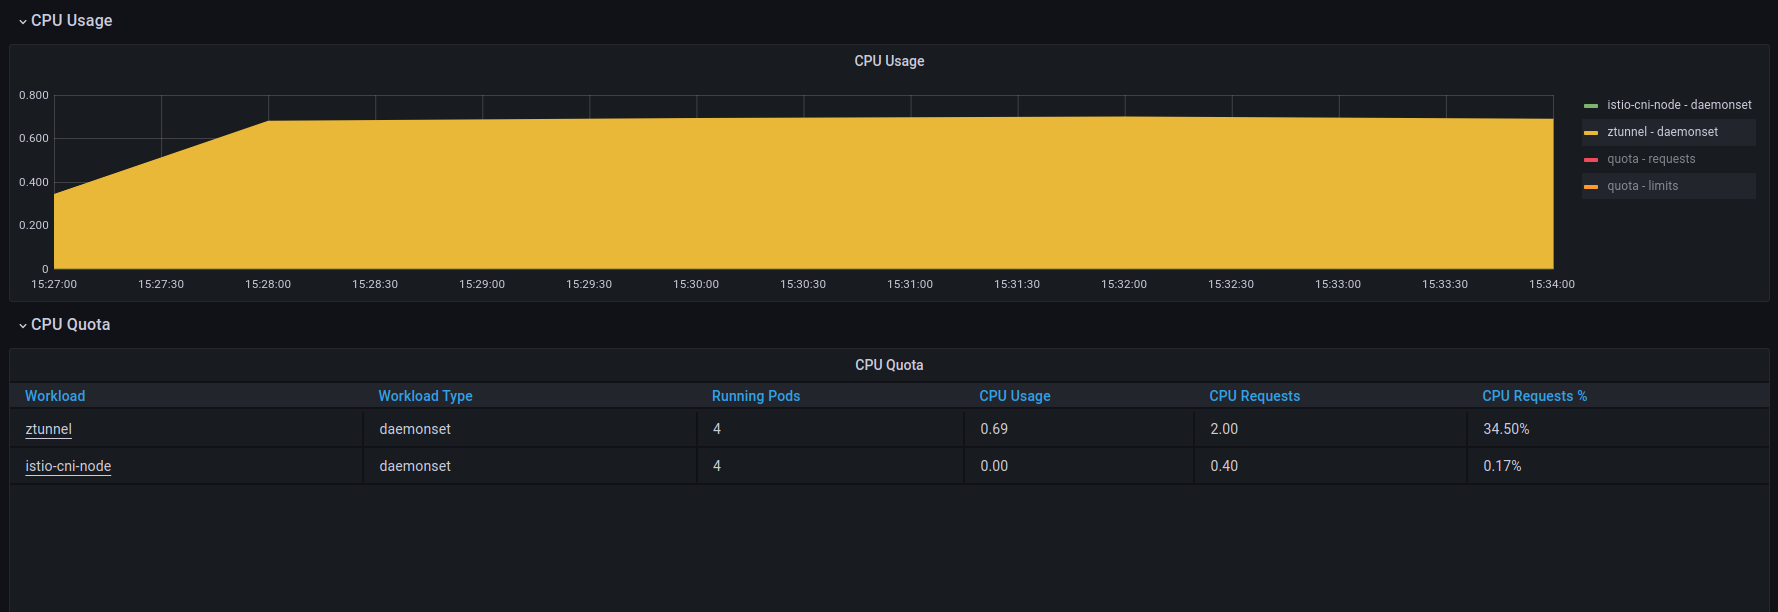 CPU Usage
CPU Usage
0.800
0.600
0.400
0.200
0
15:27:00 15:27:30 15:28:00 15:28:30 15:29:00 15:29:30 15:30:00 15:30:30 15:31:00 15:31:30 15:32:00 15:32:30 15:33:00 15:33:30 15:34:00
istio-cni-node - daemonset
ztunnel - daemonset
quota - requests
quota - limits
CPU Quota
CPU Quota
Workload Workload Type Running Pods CPU Usage CPU Requests CPU Requests %
ztunnel daemonset 4 0.69 2.00 34.50%
istio-cni-node daemonset 4 0.00 0.40 0.17%